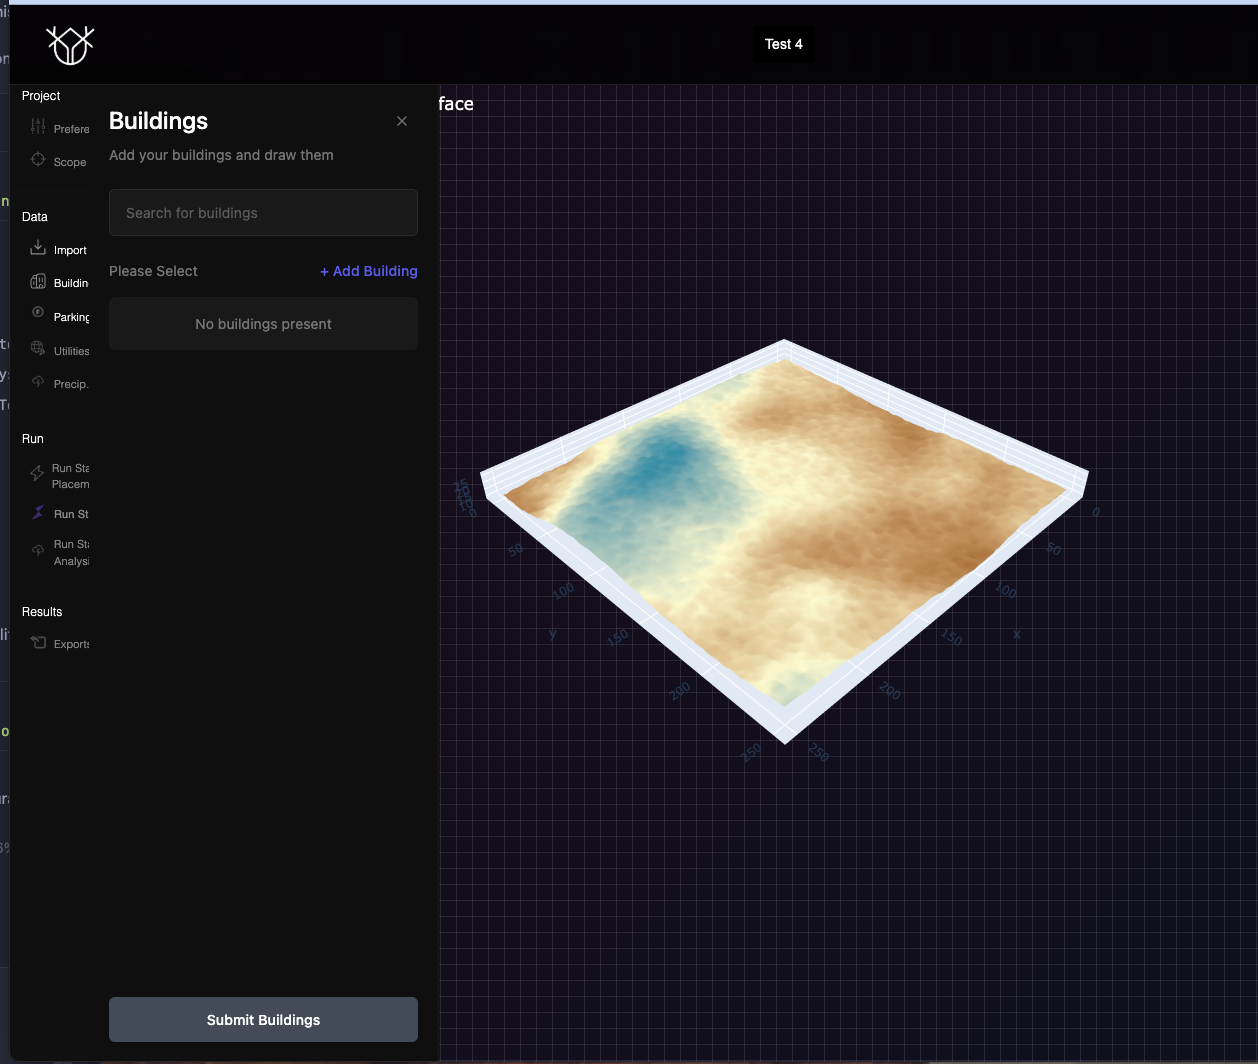 Test 4
Project
Prefere
Scope
Data
Import
Buildin
Parking
Utilities
Precip.
Run
Run Sta
Placem
Run St
Run Sta
Analysi
Results
Exports
Buildings
Add your buildings and draw them
Search for buildings
Please Select
+ Add Building
No buildings present
Submit Buildings
face
0
50
100
150
200
250
x
50
100
150
200
250
y